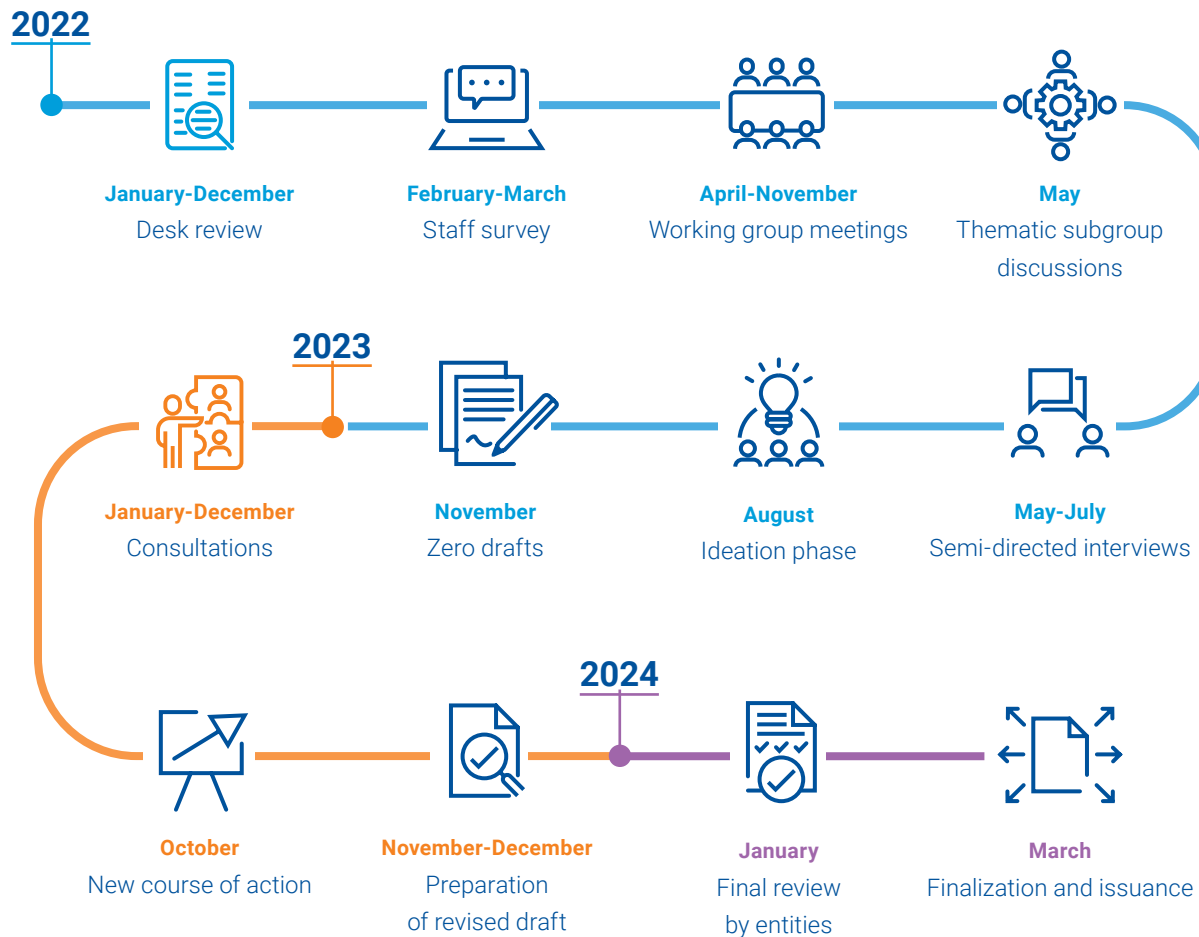 2022
January-December
Desk review
February-March
Staff survey
April-November
Working group meetings
May
Thematic subgroup
discussions
May-July
Semi-directed interviews
August
Ideation phase
November
Zero drafts
2023
January-December
Consultations
October
New course of action
November-December
Preparation
of revised draft
2024
January
Final review
by entities
March
Finalization and issuance